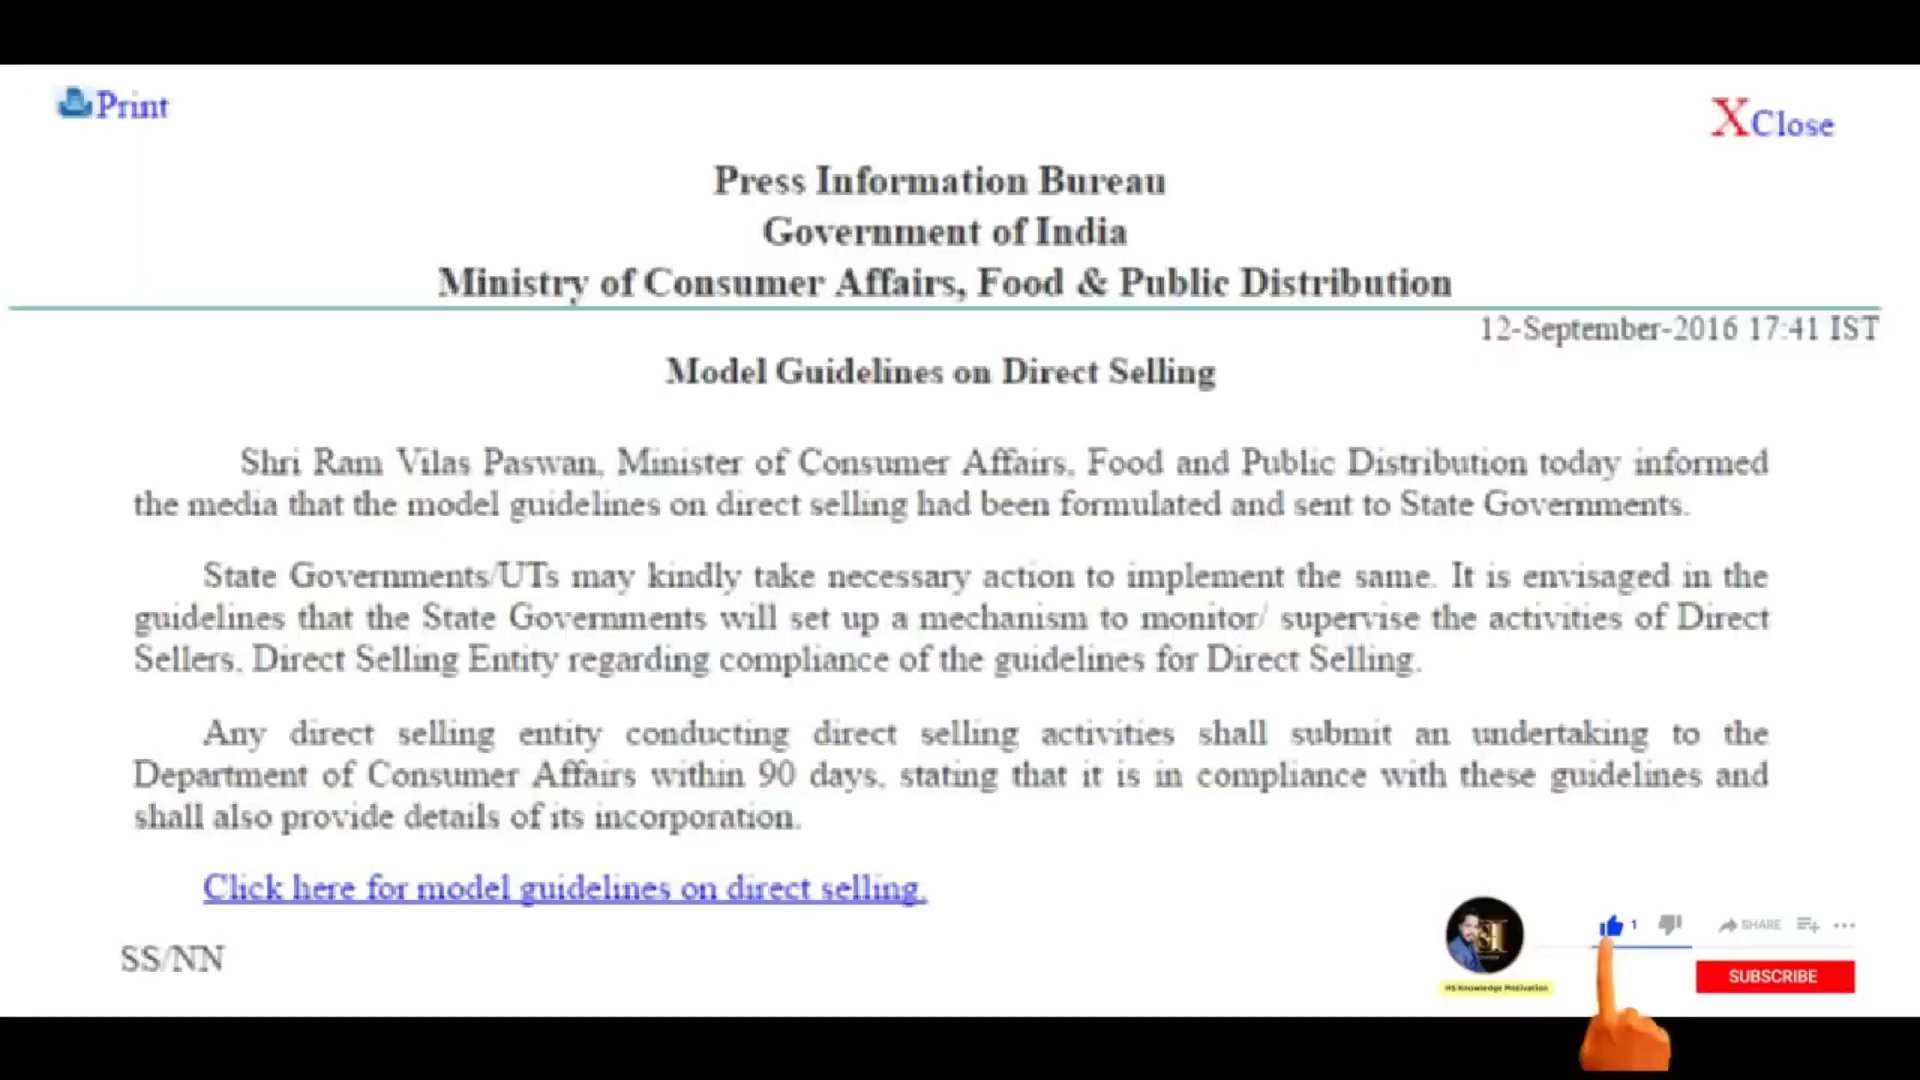 Print
XClose
Press Information Bureau
Government of India
Ministry of Consumer Affairs, Food & Public Distribution
12-September-2016 17:41 IST
Model Guidelines on Direct Selling
Shri Ram Vilas Paswan, Minister of Consumer Affairs, Food and Public Distribution today informed
the media that the model guidelines on direct selling had been formulated and sent to State Governments.
State Governments/UTs may kindly take necessary action to implement the same. It is envisaged in the
guidelines that the State Governments will set up a mechanism to monitor/ supervise the activities of Direct
Sellers, Direct Selling Entity regarding compliance of the guidelines for Direct Selling.
Any direct selling entity conducting direct selling activities shall submit an undertaking to the
Department of Consumer Affairs within 90 days, stating that it is in compliance with these guidelines and
shall also provide details of its incorporation.
Click here for model guidelines on direct selling.
SS/NN
1 SHARE
HS Knowledge Motivation
SUBSCRIBE